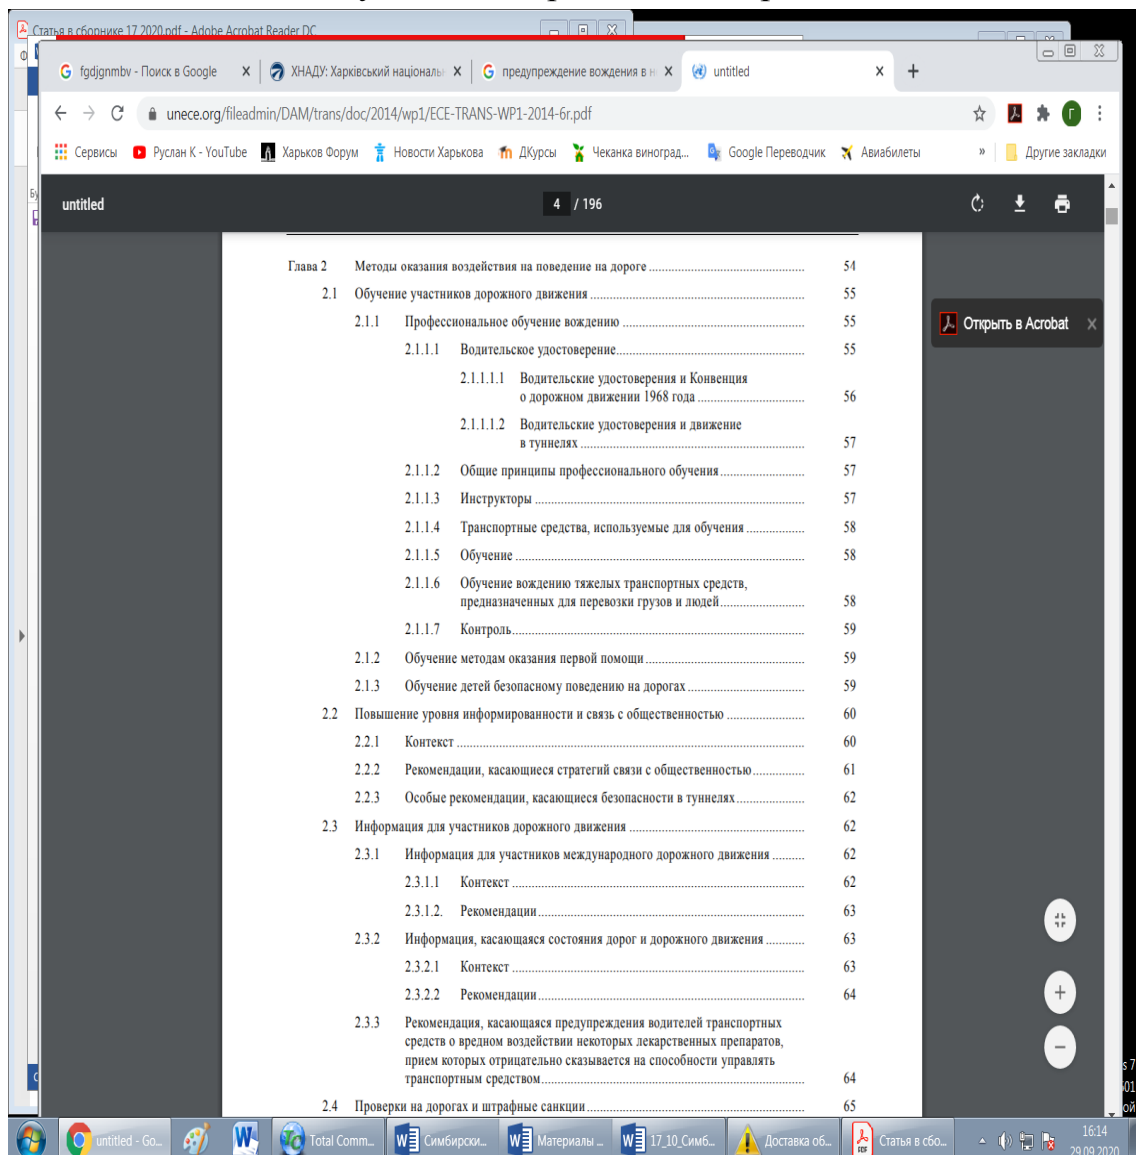 Статья в сборнике 17 2020.pdf - Adobe Acrobat Reader DC
fgdjgnmbv - Поиск в Google
ХНАДУ: Харківський національ
предупреждение вождения в н
untitled
unece.org/fileadmin/DAM/trans/doc/2014/wp1/ECE-TRANS-WP1-2014-6r.pdf
Г
Сервисы Руслан К - YouTube Харьков Форум Новости Харькова ДКурсы Чеканка виноград... Google Переводчик Авиабилеты » Другие закладки
untitled 4 / 196
Открыть в Acrobat
Глава 2 Методы оказания воздействия на поведение на дороге 54
2.1 Обучение участников дорожного движения 55
2.1.1 Профессиональное обучение вождению 55
2.1.1.1 Водительское удостоверение 55
2.1.1.1.1 Водительские удостоверения и Конвенция
о дорожном движении 1968 года 56
2.1.1.1.2 Водительские удостоверения и движение
в туннелях 57
2.1.1.2 Общие принципы профессионального обучения 57
2.1.1.3 Инструкторы 57
2.1.1.4 Транспортные средства, используемые для обучения 58
2.1.1.5 Обучение 58
2.1.1.6 Обучение вождению тяжелых транспортных средств,
предназначенных для перевозки грузов и людей 58
2.1.1.7 Контроль 59
2.1.2 Обучение методам оказания первой помощи 59
2.1.3 Обучение детей безопасному поведению на дорогах 59
2.2 Повышение уровня информированности и связь с общественностью 60
2.2.1 Контекст 60
2.2.2 Рекомендации, касающиеся стратегий связи с общественностью 61
2.2.3 Особые рекомендации, касающиеся безопасности в туннелях 62
2.3 Информация для участников дорожного движения 62
2.3.1 Информация для участников международного дорожного движения 62
2.3.1.1 Контекст 62
2.3.1.2. Рекомендации 63
2.3.2 Информация, касающаяся состояния дорог и дорожного движения 63
2.3.2.1 Контекст 63
2.3.2.2 Рекомендации 64
2.3.3 Рекомендация, касающаяся предупреждения водителей транспортных
средств о вредном воздействии некоторых лекарственных препаратов,
прием которых отрицательно сказывается на способности управлять
транспортным средством 64
2.4 Проверки на дорогах и штрафные санкции 65
untitled - Go... Total Comm... Симбирски... Материалы _ 17_10_Симб... Доставка об... Статья в сбо...
16:14
29.09.2020